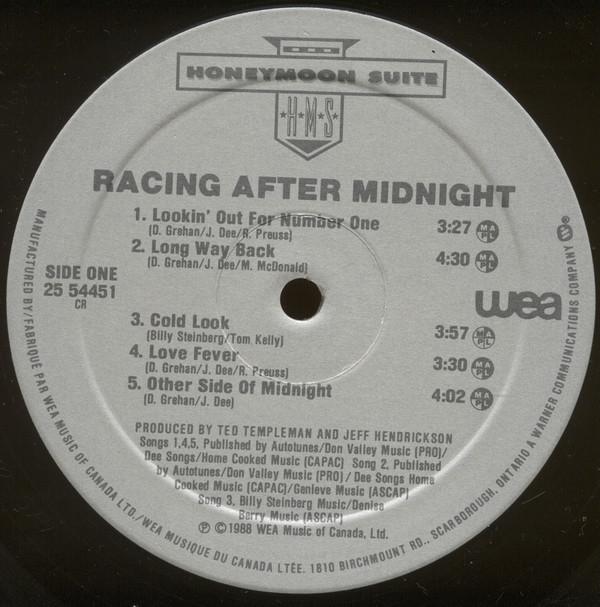 HONEYMOON SUITE
H·M·S
RACING AFTER MIDNIGHT
1. Lookin' Out For Number One 3:27 MAPL
(D. Grehan/J. Dee/R. Preuss)
2. Long Way Back 4:30 MAPL
(D. Grehan/J. Dee/M. McDonald)
SIDE ONE
25 54451
CR
wea
3. Cold Look 3:57 MAPL
(Billy Steinberg/Tom Kelly)
4. Love Fever 3:30 MAPL
(D. Grehan/J. Dee/R. Preuss)
5. Other Side Of Midnight 4:02 MAPL
(D. Grehan/J. Dee)
PRODUCED BY TED TEMPLEMAN AND JEFF HENDRICKSON
Songs 1,4,5, Published by Autotunes/Don Valley Music (PRO)/
Dee Songs/Home Cooked Music (CAPAC) Song 2, Published
by Autotunes/Don Valley Music (PRO) / Dee Songs Home
Cooked Music (CAPAC)/Genieve Music (ASCAP)
Song 3, Billy Steinberg Music/Denise
Barry Music (ASCAP)
℗ ©1988 WEA Music of Canada, Ltd.
MANUFACTURED BY/FABRIQUÉ PAR WEA MUSIC OF CANADA LTD./WEA MUSIQUE DU CANADA LTÉE. 1810 BIRCHMOUNT RD., SCARBOROUGH, ONTARIO A WARNER COMMUNICATIONS COMPANY W®